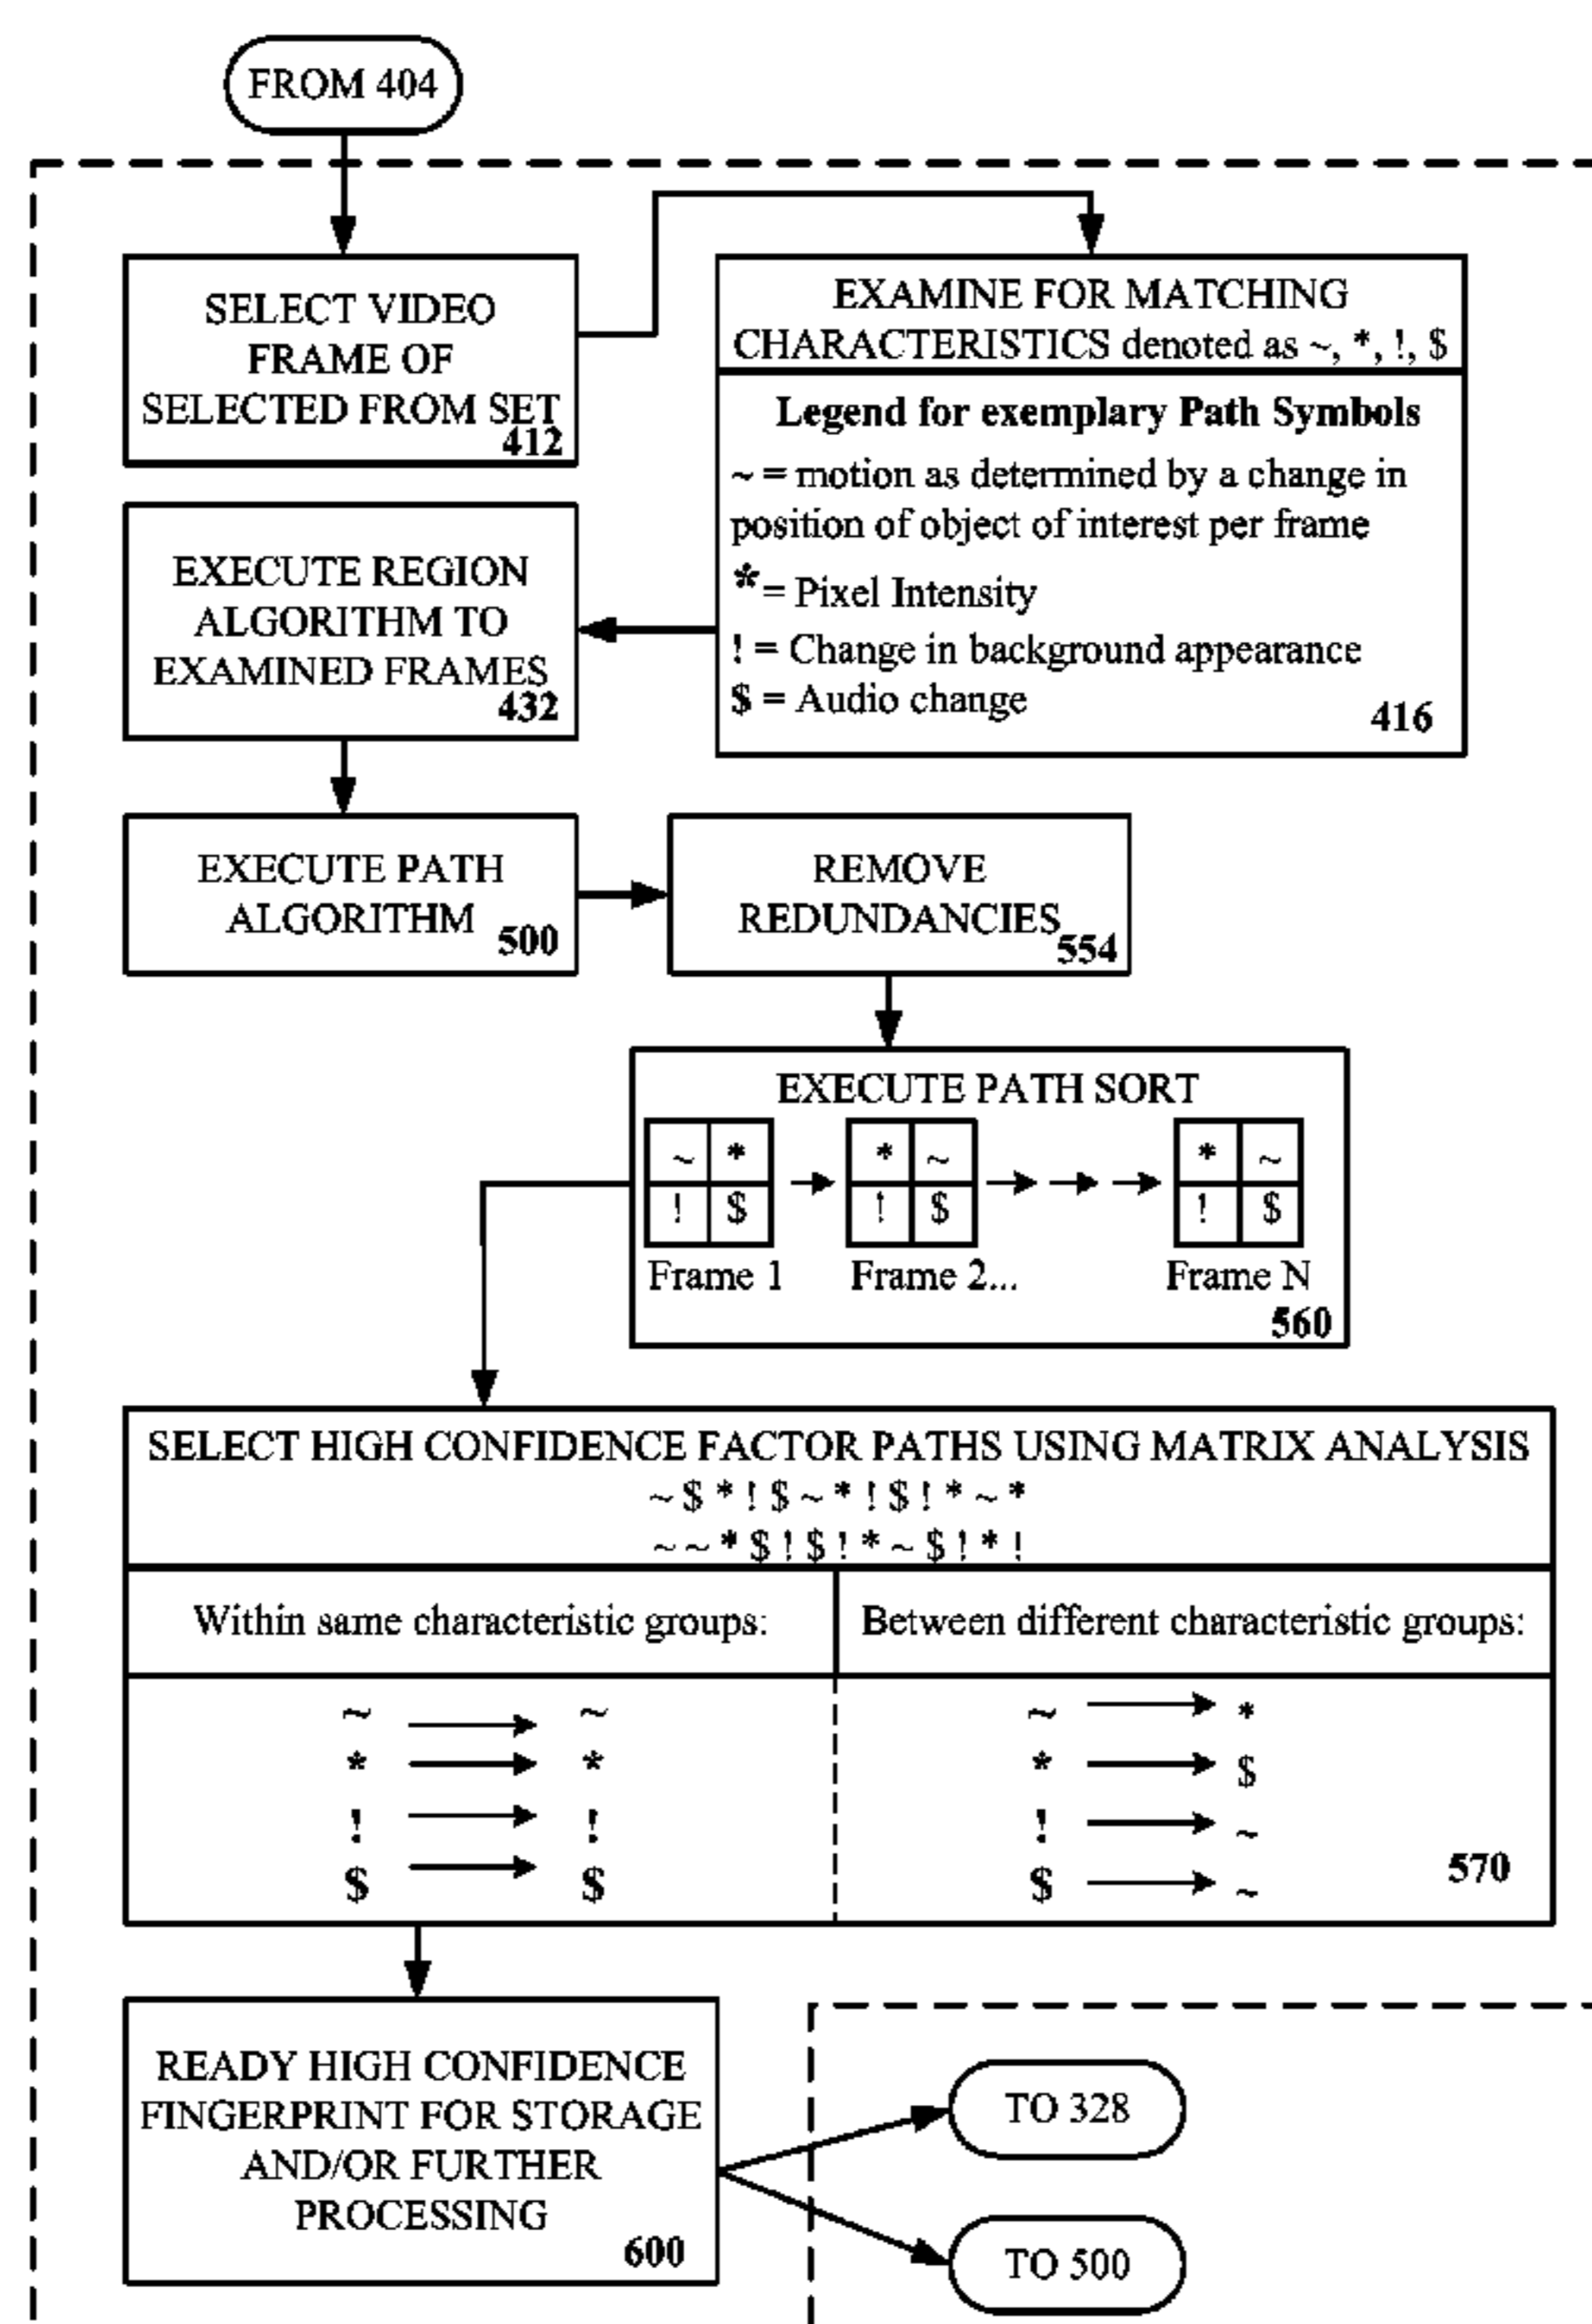 FROM 404
SELECT VIDEO
FRAME OF
SELECTED FROM SET
412
EXAMINE FOR MATCHING
CHARACTERISTICS denoted as ~, *, !, $
Legend for exemplary Path Symbols
~ = motion as determined by a change in
position of object of interest per frame
*= Pixel Intensity
! = Change in background appearance
$ = Audio change
416
EXECUTE REGION
ALGORITHM TO
EXAMINED FRAMES
432
EXECUTE PATH
ALGORITHM
500
REMOVE
REDUNDANCIES
554
EXECUTE PATH SORT
~ * * ~ * ~
! $ ! $ ! $
Frame 1 Frame 2... Frame N
560
SELECT HIGH CONFIDENCE FACTOR PATHS USING MATRIX ANALYSIS
~ $ * ! $ ~ * ! $ ! * ~ *
~ ~ * $ ! $ ! * ~ $ ! * !
Within same characteristic groups: Between different characteristic groups:
~ ~ ~ *
* * * $
! ! ! ~
$ $ $ ~
570
READY HIGH CONFIDENCE
FINGERPRINT FOR STORAGE
AND/OR FURTHER
PROCESSING
600
TO 328
TO 500